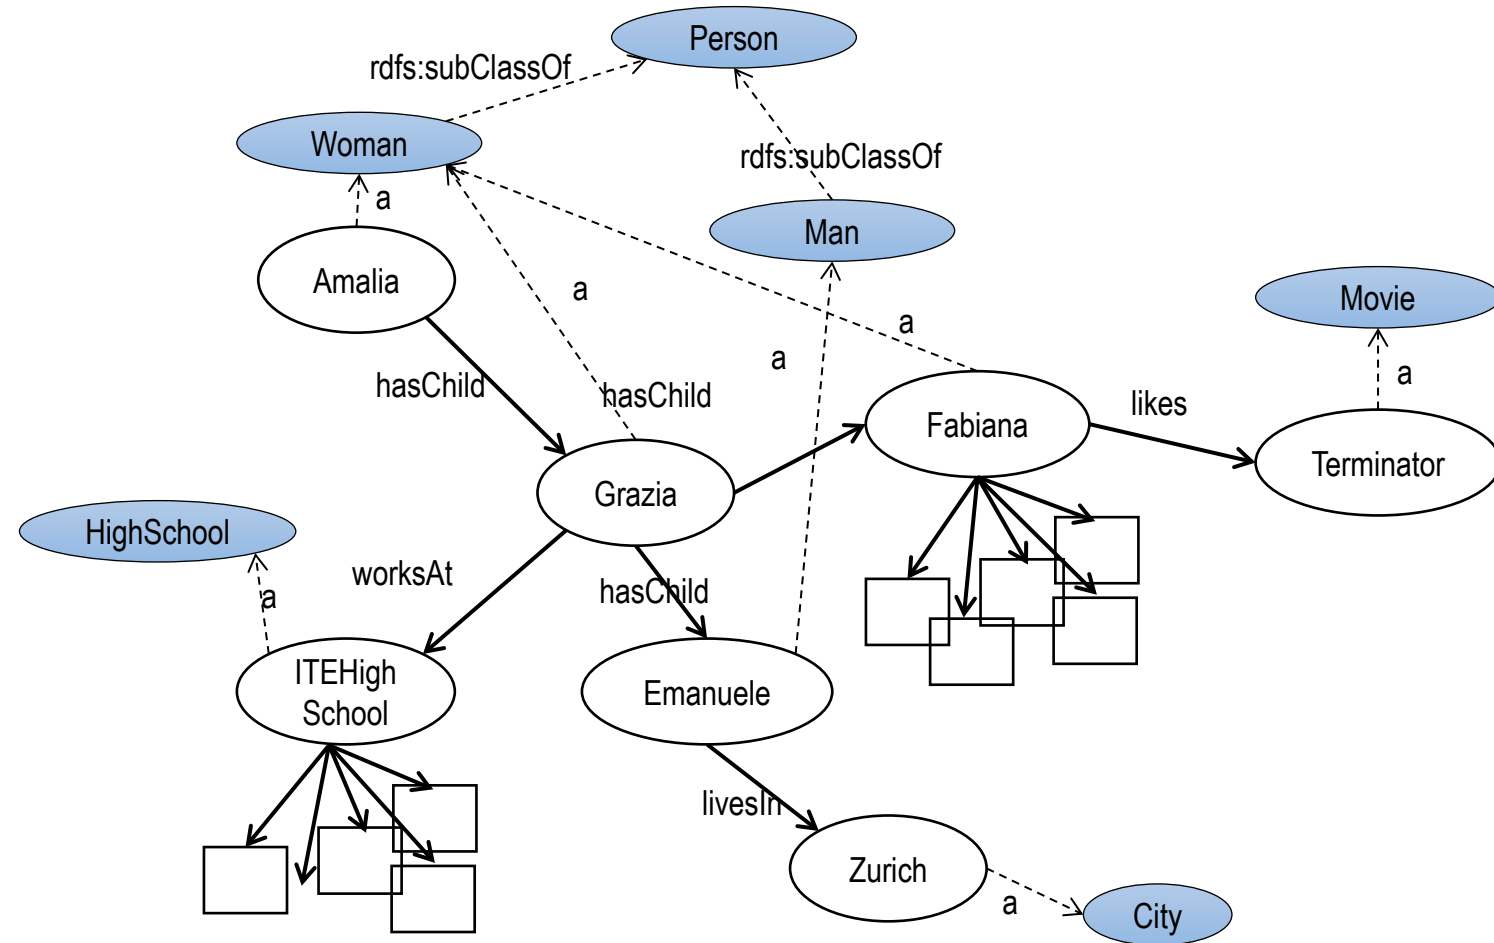 Person
rdfs:subClassOf
Woman
rdfs:subClassOf
a
Man
Amalia
a
Movie
a
a
a
hasChild
hasChild
likes
Fabiana
Terminator
Grazia
HighSchool
worksAt
hasChild
a
ITEHigh
School
Emanuele
livesIn
Zurich
a
City